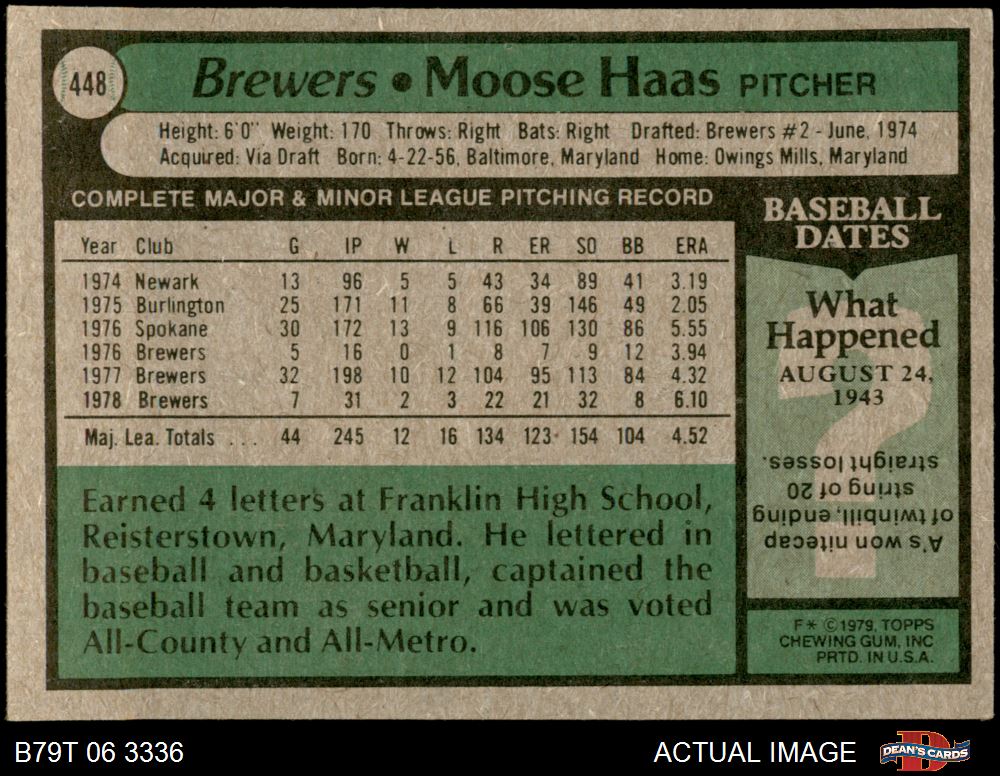 448
Brewers • Moose Haas PITCHER
Height: 6'0" Weight: 170 Throws: Right Bats: Right Drafted: Brewers #2 - June, 1974
Acquired: Via Draft Born: 4-22-56, Baltimore, Maryland Home: Owings Mills, Maryland
COMPLETE MAJOR & MINOR LEAGUE PITCHING RECORD
Year Club G IP W L R ER SO BB ERA
1974 Newark 13 96 5 5 43 34 89 41 3.19
1975 Burlington 25 171 11 8 66 39 146 49 2.05
1976 Spokane 30 172 13 9 116 106 130 86 5.55
1976 Brewers 5 16 0 1 8 7 9 12 3.94
1977 Brewers 32 198 10 12 104 95 113 84 4.32
1978 Brewers 7 31 2 3 22 21 32 8 6.10
Maj. Lea. Totals ... 44 245 12 16 134 123 154 104 4.52
Earned 4 letters at Franklin High School,
Reisterstown, Maryland. He lettered in
baseball and basketball, captained the
baseball team as senior and was voted
All-County and All-Metro.
BASEBALL
DATES
What
Happened
AUGUST 24,
1943
?
A's won nitecap
of twinbill, ending
string of 20
straight losses.
F* ©1979, TOPPS
CHEWING GUM, INC
PRTD. IN U.S.A.
B79T 06 3336
ACTUAL IMAGE
D
DEAN'S CARDS